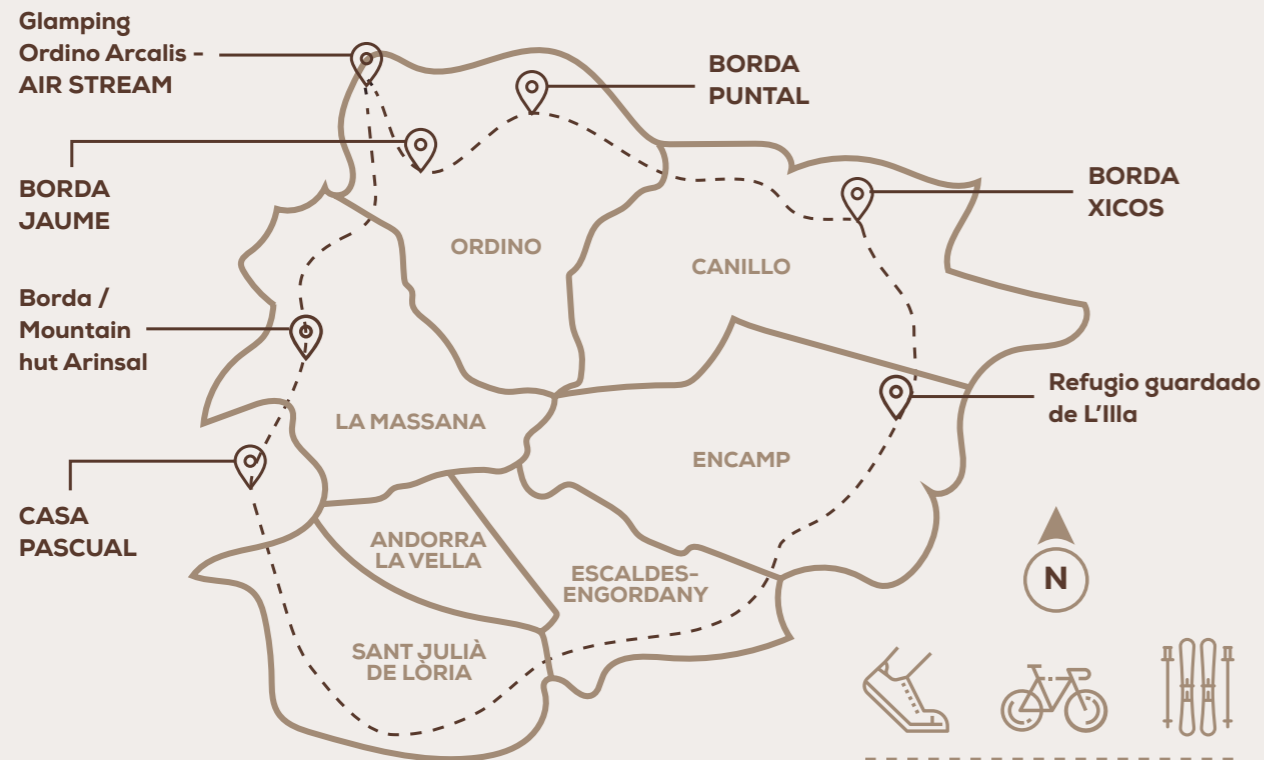 Glamping
Ordino Arcalis -
AIR STREAM
BORDA
PUNTAL
BORDA
JAUME
BORDA
XICOS
ORDINO
CANILLO
Borda /
Mountain
hut Arinsal
Refugio guardado
de L'Illa
LA MASSANA
ENCAMP
CASA
PASCUAL
ANDORRA
LA VELLA
ESCALDES-
ENGORDANY
N
SANT JULIÀ
DE LÒRIA